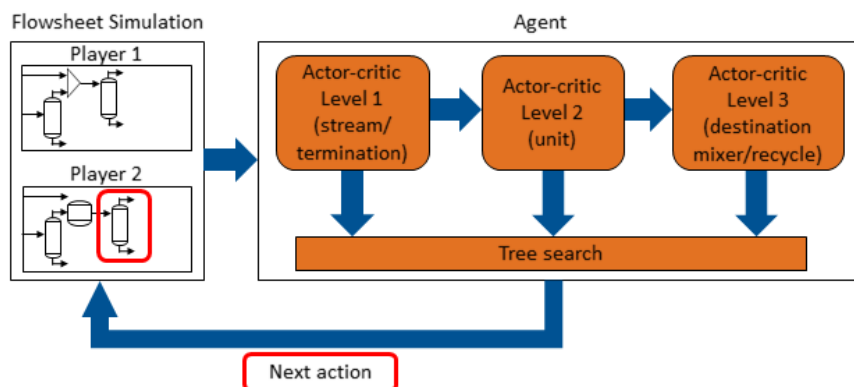 Flowsheet Simulation
Agent
Player 1
Player 2
Actor-critic
Level 1
(stream/
termination)
Actor-critic
Level 2
(unit)
Actor-critic
Level 3
(destination
mixer/recycle)
Tree search
Next action